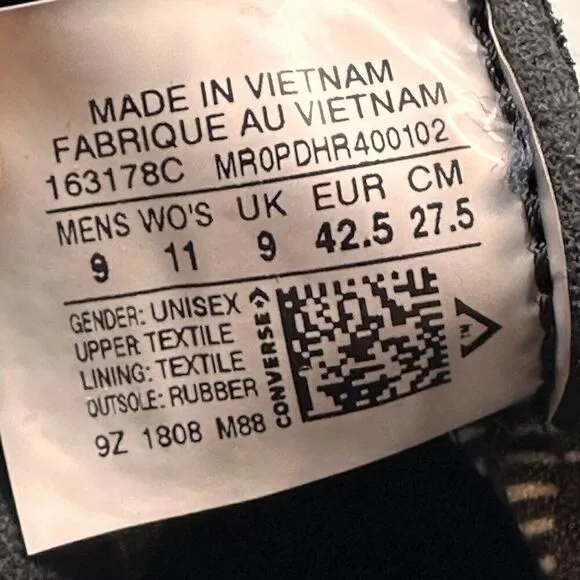 MADE IN VIETNAM
FABRIQUE AU VIETNAM
163178C MR0PDHR400102
MENS WO'S UK EUR CM
9 11 9 42.5 27.5
GENDER: UNISEX
UPPER TEXTILE
LINING: TEXTILE
OUTSOLE: RUBBER
9Z 1808 M88
CONVERSE
TM